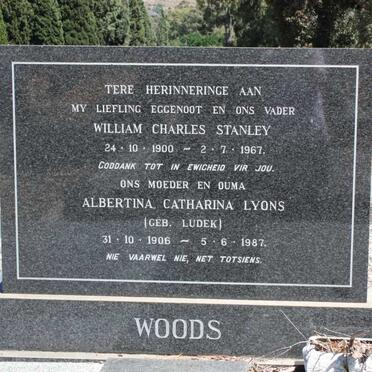 TERE HERINNERINGE AAN
MY LIEFLING EGGENOOT EN ONS VADER
WILLIAM CHARLES STANLEY
24 · 10 · 1900 ~ 2 · 7 · 1967.
GODDANK TOT IN EWIGHEID VIR JOU.
ONS MOEDER EN OUMA
ALBERTINA CATHARINA LYONS
(GEB. LUDEK)
31 · 10 · 1906 ~ 5 · 6 · 1987.
NIE VAARWEL NIE, NET TOTSIENS.
WOODS